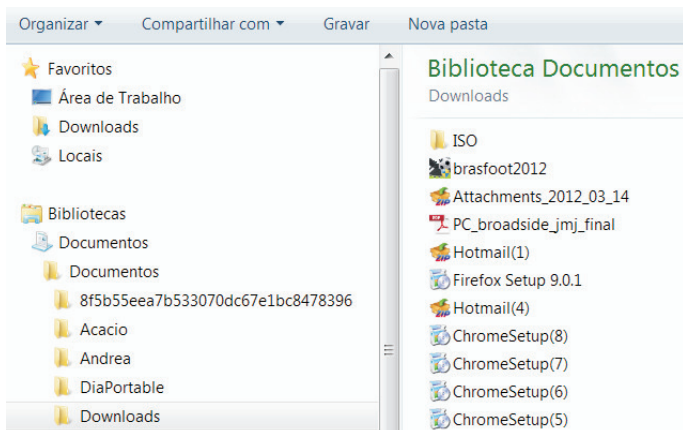 Organizar Compartilhar com Gravar Nova pasta
Favoritos
Área de Trabalho
Downloads
Locais
Bibliotecas
Documentos
Documentos
8f5b55eea7b533070dc67e1bc8478396
Acacio
Andrea
DiaPortable
Downloads
Biblioteca Documentos
Downloads
ISO
brasfoot2012
Attachments_2012_03_14
PC_broadside_jmj_final
Hotmail(1)
Firefox Setup 9.0.1
Hotmail(4)
ChromeSetup(8)
ChromeSetup(7)
ChromeSetup(6)
ChromeSetup(5)